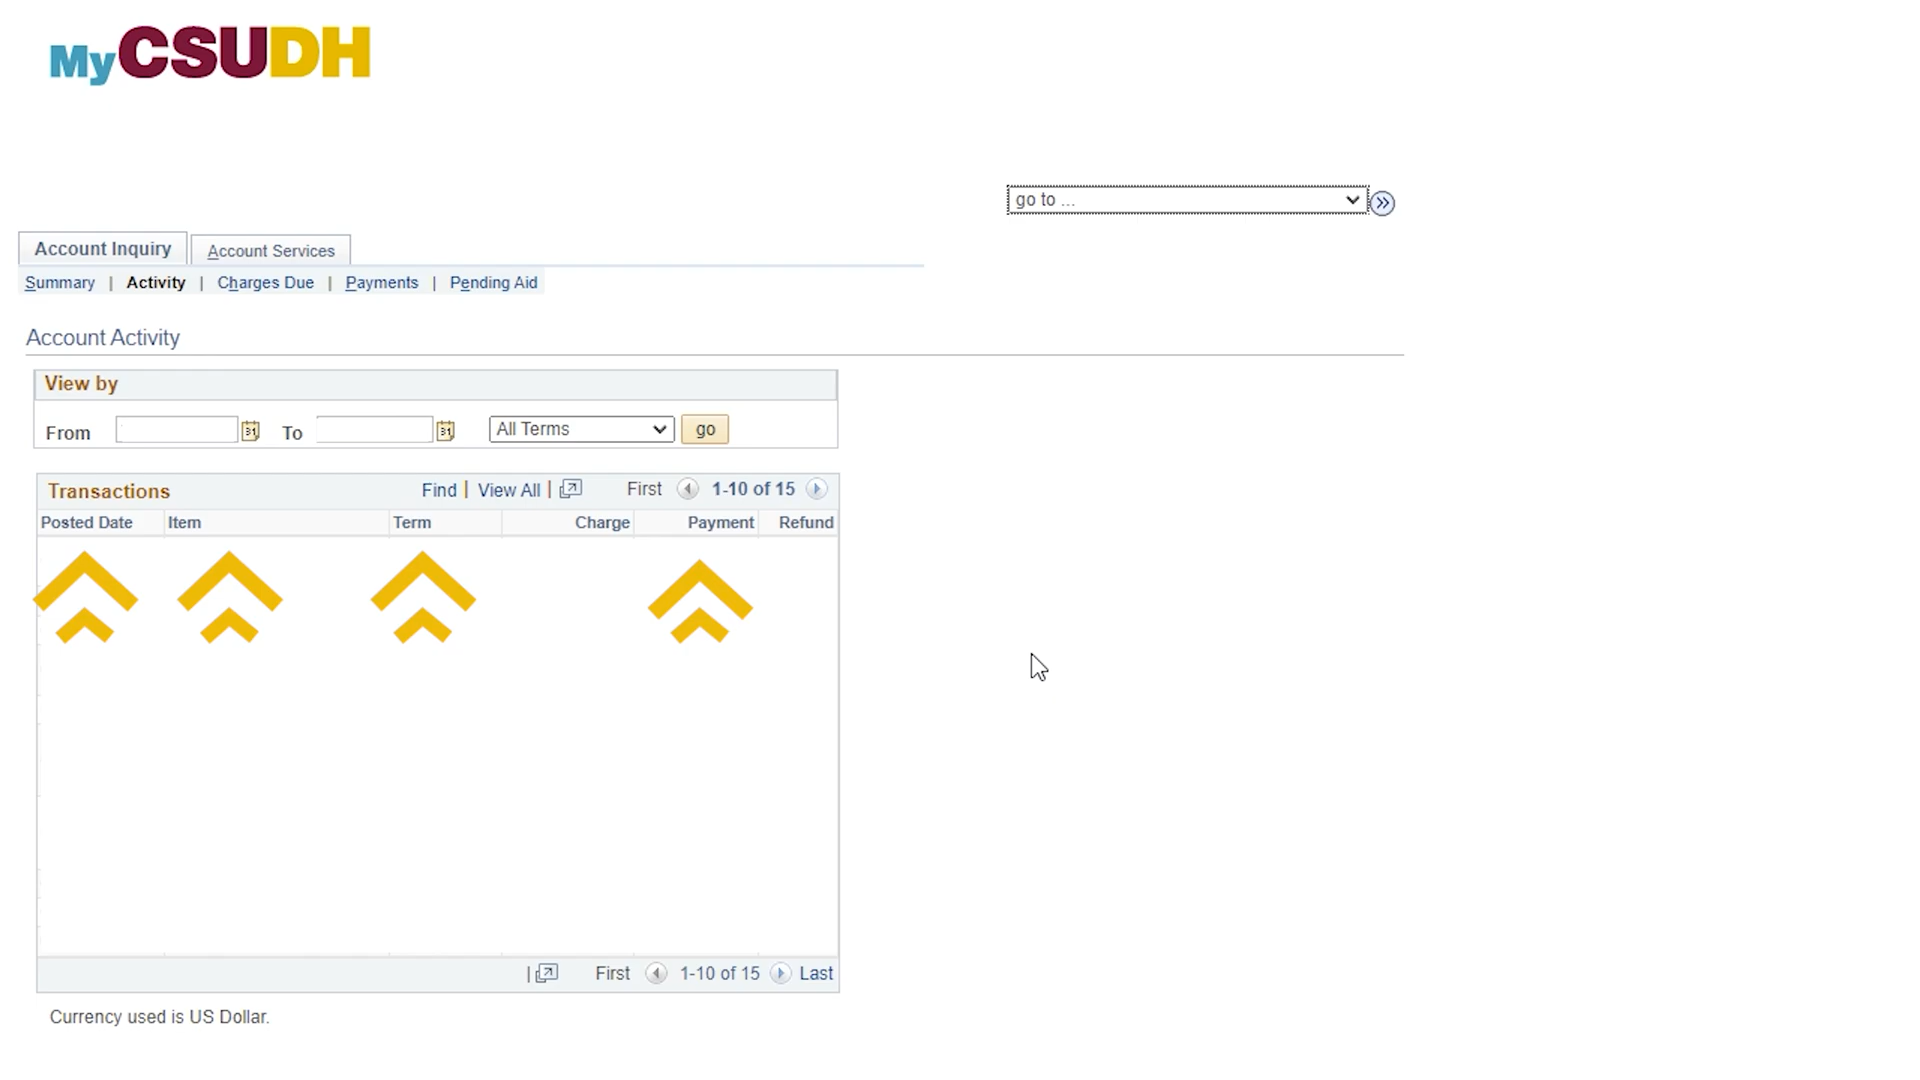 MyCSUDH
go to ...
Account Inquiry Account Services
Summary | Activity | Charges Due | Payments | Pending Aid
Account Activity
View by
From 31 To 31 All Terms go
Transactions Find | View All | First 1-10 of 15
Posted Date Item Term Charge Payment Refund
| First 1-10 of 15 Last
Currency used is US Dollar.